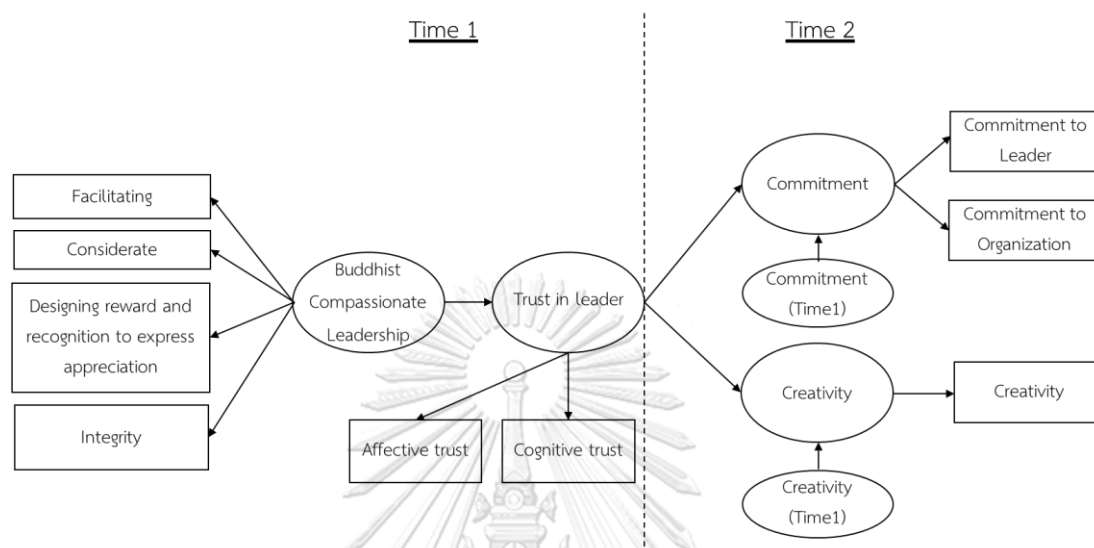 Time 1
Time 2
Facilitating
Considerate
Designing reward and
recognition to express
appreciation
Integrity
Buddhist
Compassionate
Leadership
Trust in leader
Affective trust
Cognitive trust
Commitment
Commitment
(Time1)
Commitment to
Leader
Commitment to
Organization
Creativity
Creativity
(Time1)
Creativity